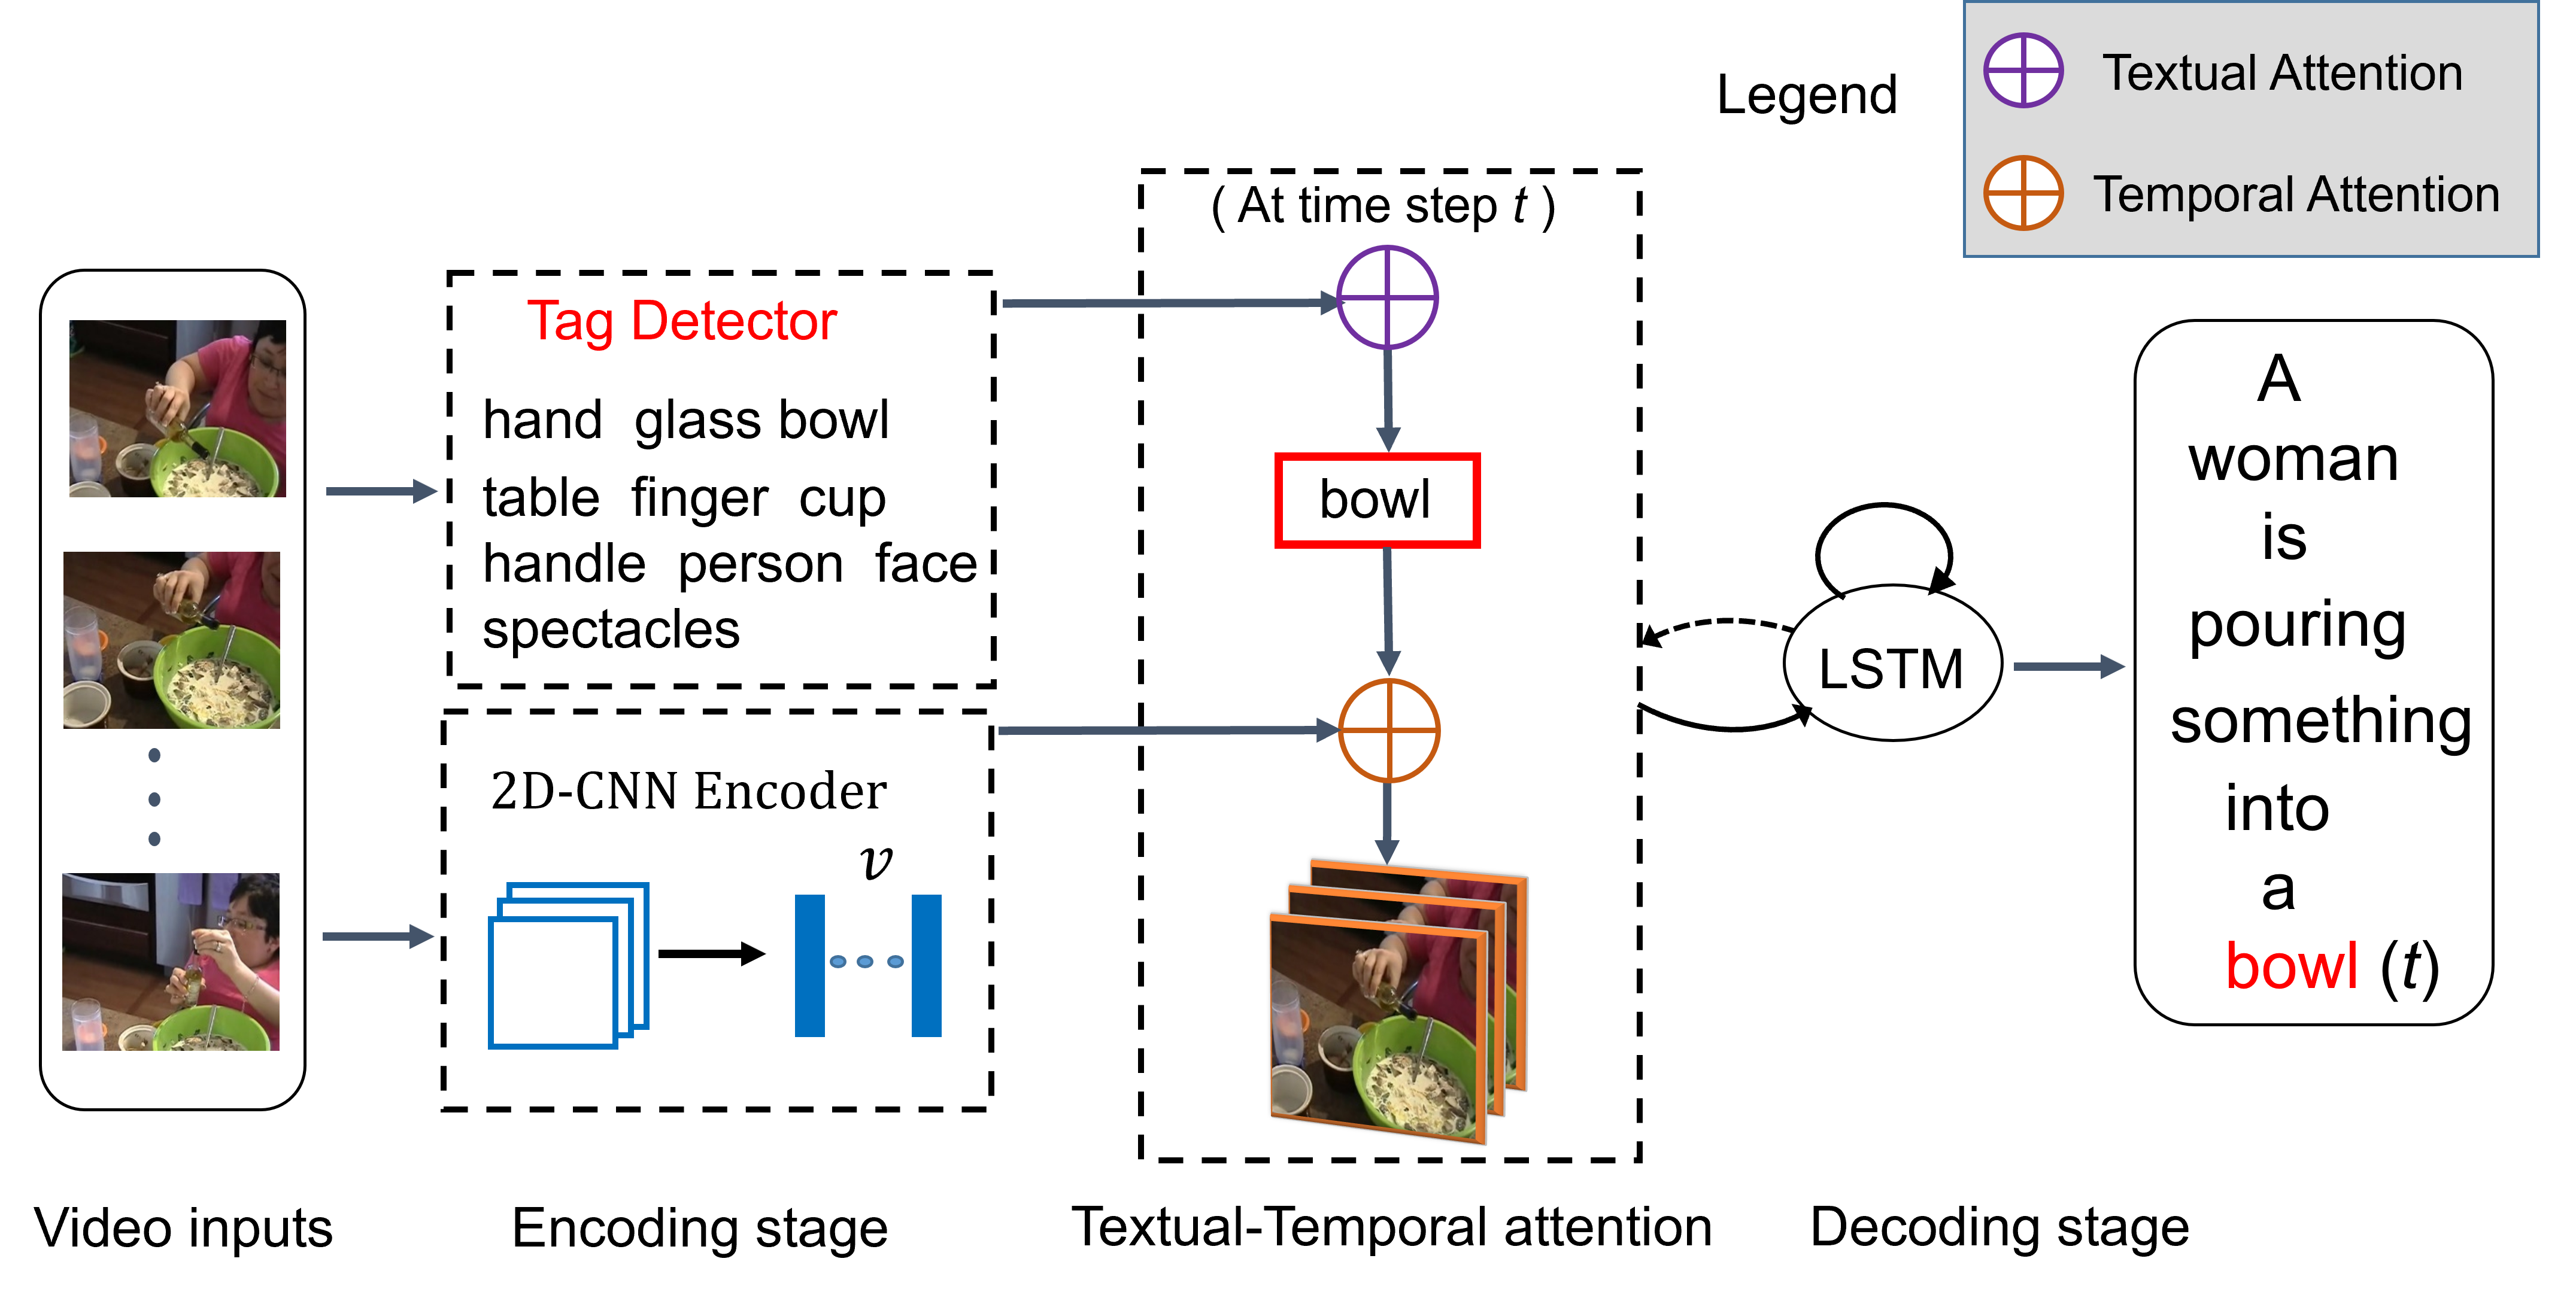 Legend
Textual Attention
Temporal Attention
Tag Detector
hand glass bowl
table finger cup
handle person face
spectacles
2D-CNN Encoder
v
( At time step t )
bowl
LSTM
A
woman
is
pouring
something
into
a
bowl (t)
Video inputs
Encoding stage
Textual-Temporal attention
Decoding stage